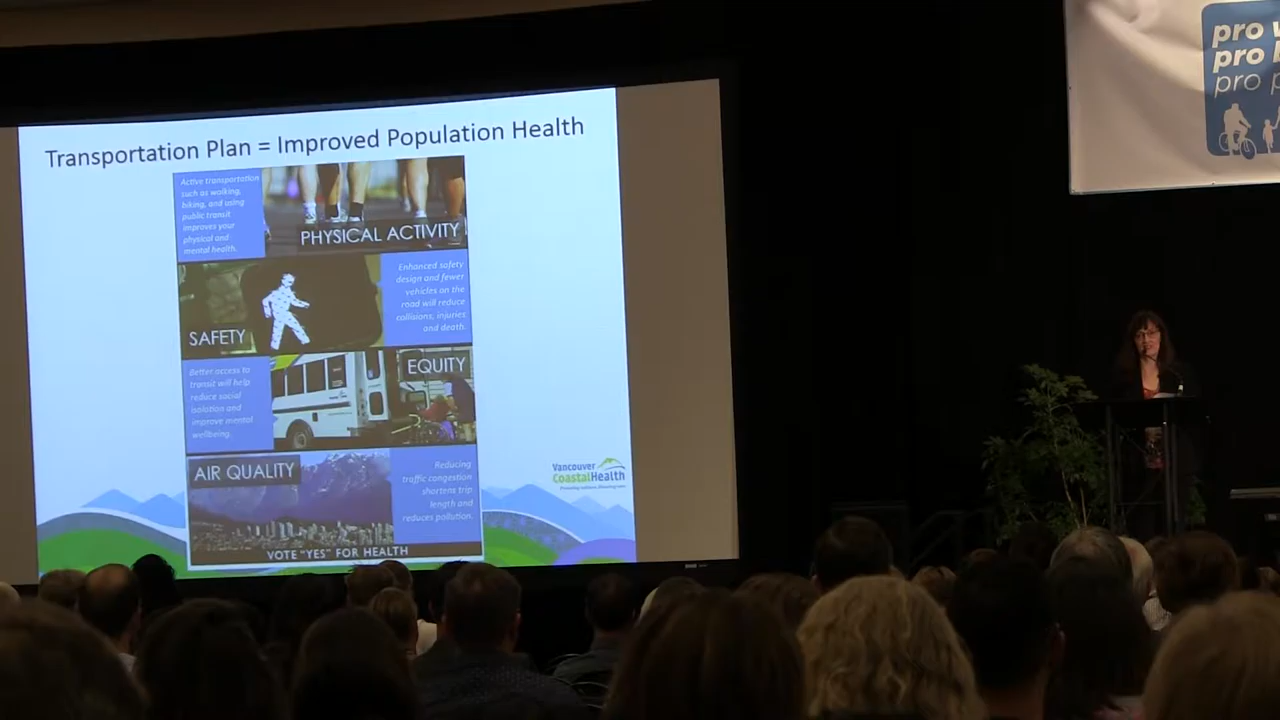 Transportation Plan = Improved Population Health
Active transportation
such as walking,
biking, and using
public transit
improves your
physical and
mental health.
PHYSICAL ACTIVITY
SAFETY
Enhanced safety
design and fewer
vehicles on the
road will reduce
collisions, injuries
and death.
Better access to
transit will help
reduce social
isolation and
improve mental
wellbeing.
EQUITY
AIR QUALITY
Reducing
traffic congestion
shortens trip
length and
reduces pollution.
VOTE "YES" FOR HEALTH
Vancouver
CoastalHealth
pro
pro
pro